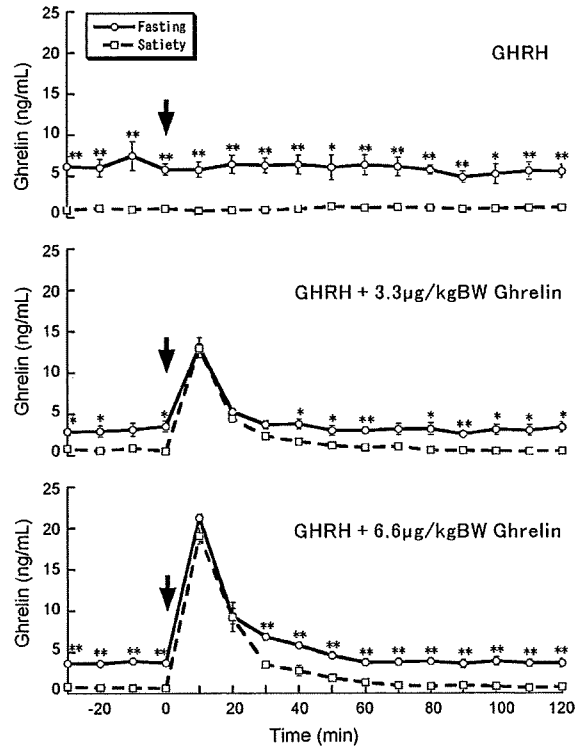 Fasting
Satiety
GHRH
Ghrelin (ng/mL)
25
20
15
10
5
0
** ** ** ** ** ** ** ** * ** * ** ** * ** **
GHRH + 3.3μg/kgBW Ghrelin
Ghrelin (ng/mL)
25
20
15
10
5
0
* * * * * ** * ** * * *
GHRH + 6.6μg/kgBW Ghrelin
Ghrelin (ng/mL)
25
20
15
10
5
0
** ** ** ** ** ** ** ** ** ** ** ** ** ** **
-20 0 20 40 60 80 100 120
Time (min)